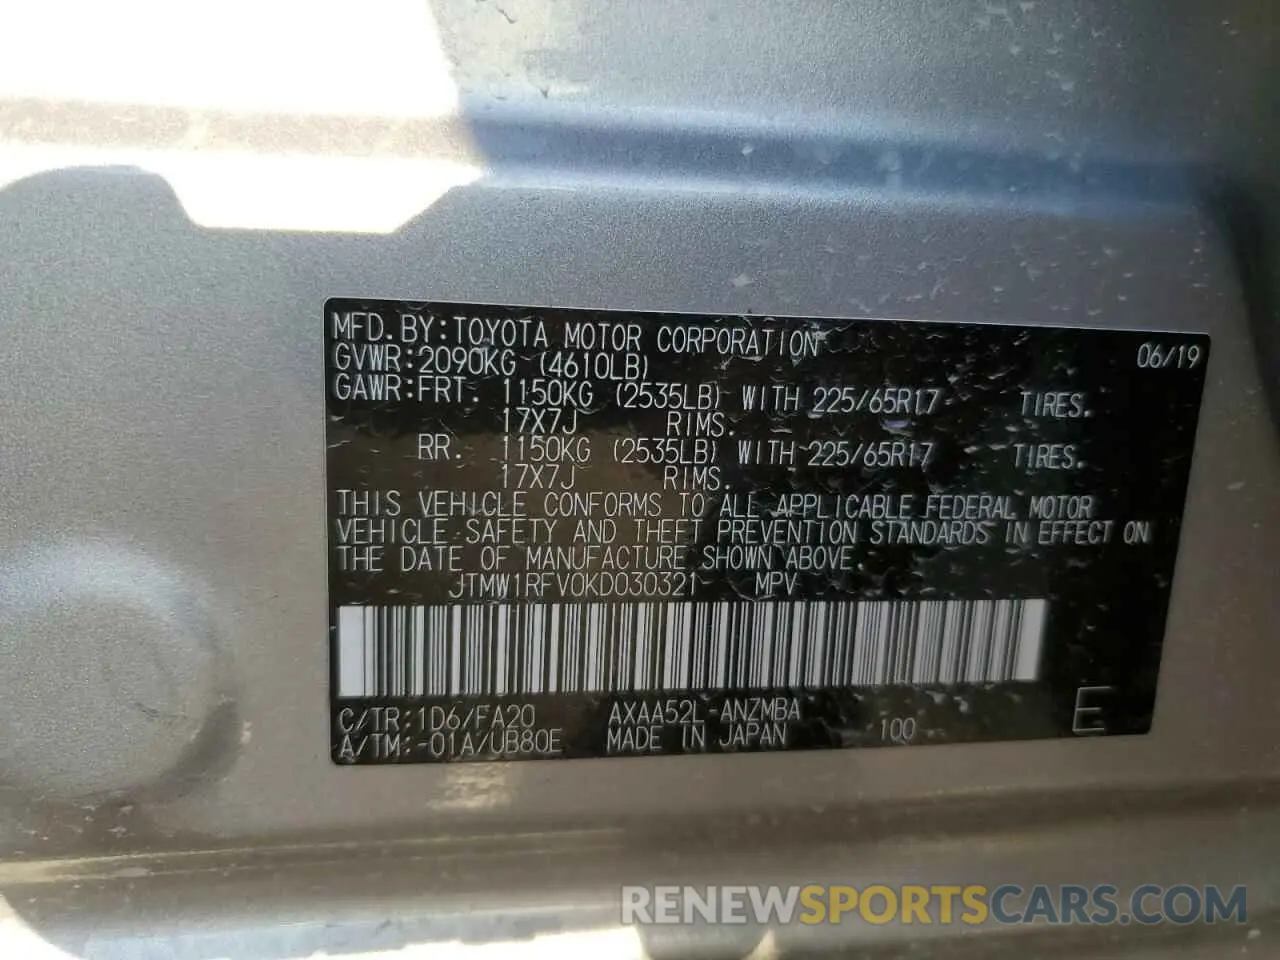 MFD. BY: TOYOTA MOTOR CORPORATION 06/19
GVWR: 2090KG (4610LB)
GAWR: FRT. 1150KG (2535LB) WITH 225/65R17 TIRES.
17X7J RIMS.
RR. 1150KG (2535LB) WITH 225/65R17 TIRES.
17X7J RIMS.
THIS VEHICLE CONFORMS TO ALL APPLICABLE FEDERAL MOTOR
VEHICLE SAFETY AND THEFT PREVENTION STANDARDS IN EFFECT ON
THE DATE OF MANUFACTURE SHOWN ABOVE.
JTMW1RFV0KD030321 MPV
C/TR: 1D6/FA20 AXAA52L-ANZMBA
A/TM: -01A/UB80E MADE IN JAPAN 100 E
RENEWSPORTSCARS.COM